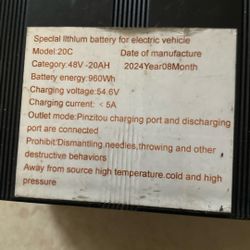 Special lithium battery for electric vehicle
Model:20C Date of manufacture
Category:48V -20AH 2024Year08Month
Battery energy:960Wh
Charging voltage:54.6V
Charging current: <5A
Outlet mode:Pinzitou charging port and discharging
port are connected
Prohibit'Dismantling,needles,throwing and other
destructive behaviors
Away from source high temperature.cold and high
pressure